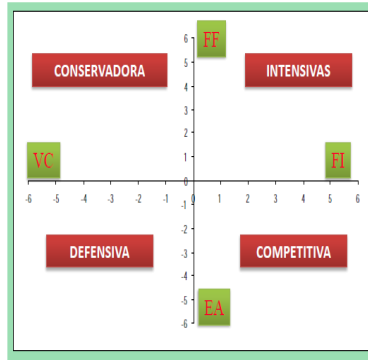 6
FF
5
CONSERVADORA
INTENSIVAS
4
3
2
VC
1
FI
0
-6 -5 -4 -3 -2 -1 0 1 2 3 4 5 6
-1
-2
DEFENSIVA
COMPETITIVA
-3
-4
-5
EA
-6